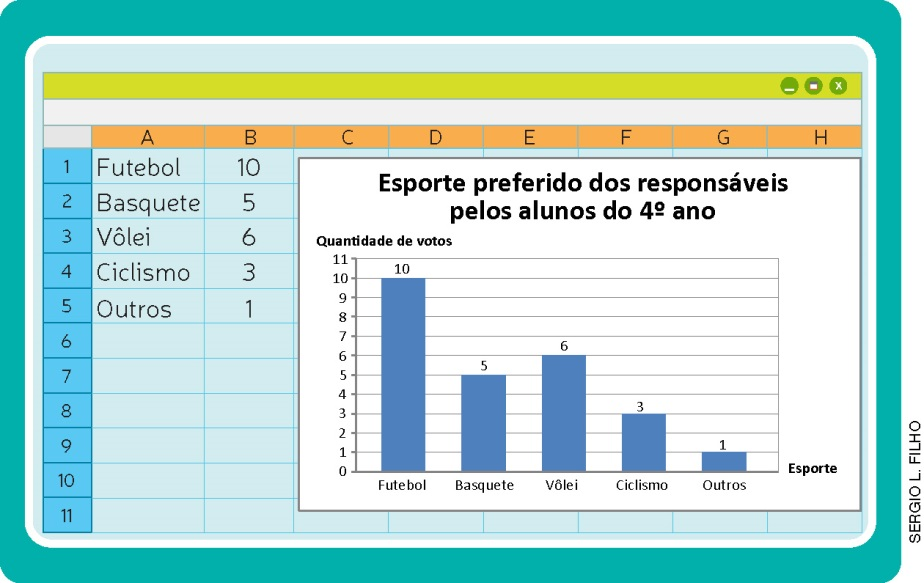 X
A B C D E F G H
1 Futebol 10
2 Basquete 5
3 Vôlei 6
4 Ciclismo 3
5 Outros 1
6
7
8
9
10
11
Esporte preferido dos responsáveis
pelos alunos do 4º ano
Quantidade de votos
11
10
9
8
7
6
5
4
3
2
1
0
10
5
6
3
1
Futebol Basquete Vôlei Ciclismo Outros
Esporte
SERGIO L. FILHO